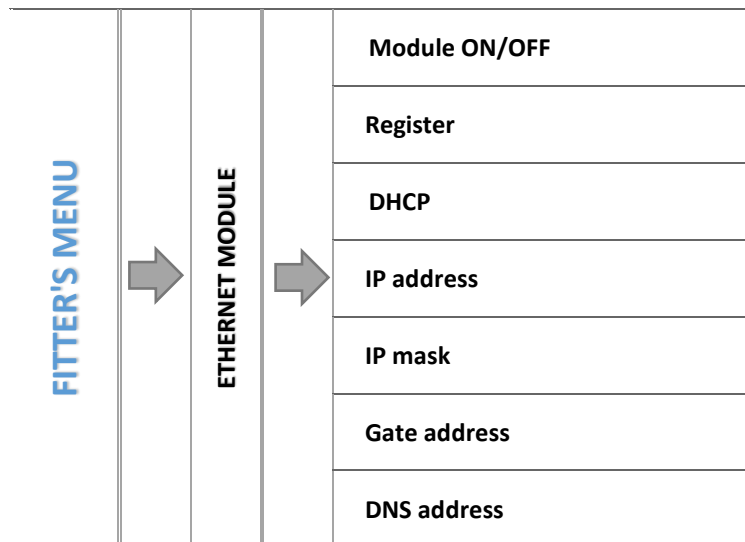 FITTER'S MENU
ETHERNET MODULE
Module ON/OFF
Register
DHCP
IP address
IP mask
Gate address
DNS address